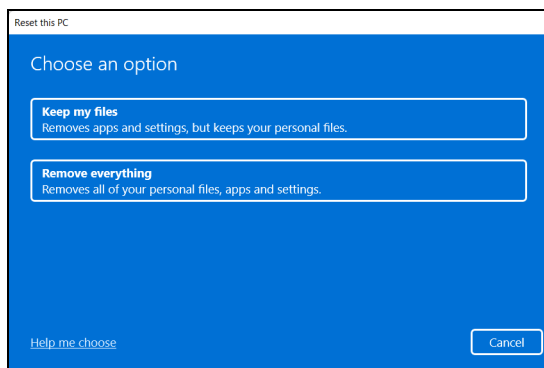 Reset this PC
Choose an option
Keep my files
Removes apps and settings, but keeps your personal files.
Remove everything
Removes all of your personal files, apps and settings.
Help me choose
Cancel